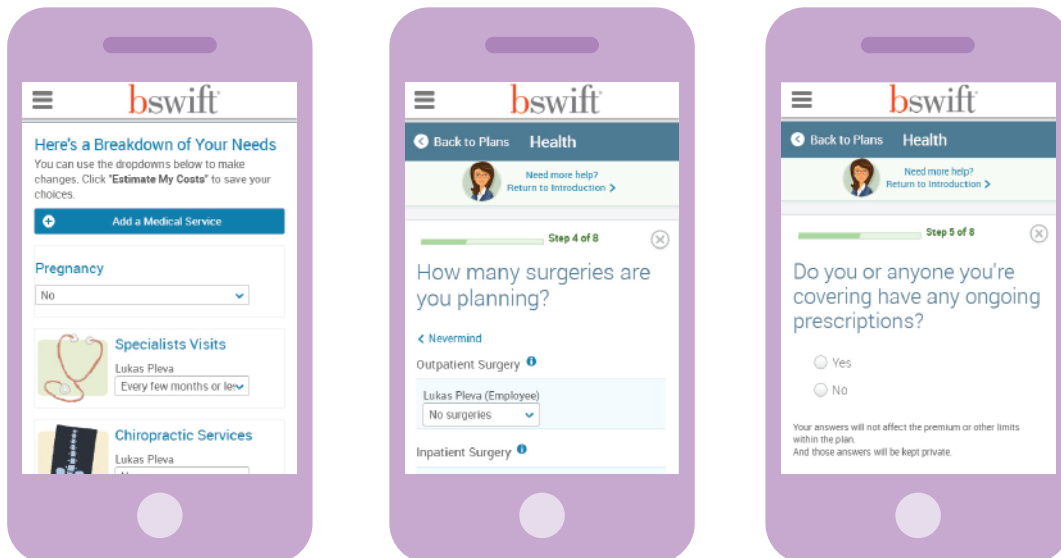 bswift
Here's a Breakdown of Your Needs
You can use the dropdowns below to make
changes. Click "Estimate My Costs" to save your
choices.
Add a Medical Service
Pregnancy
No
Specialists Visits
Lukas Pleva
Every few months or les
Chiropractic Services
Lukas Pleva
bswift
Back to Plans Health
Need more help?
Return to Introduction >
Step 4 of 8
How many surgeries are
you planning?
< Nevermind
Outpatient Surgery
Lukas Pleva (Employee)
No surgeries
Inpatient Surgery
bswift
Back to Plans Health
Need more help?
Return to Introduction >
Step 5 of 8
Do you or anyone you're
covering have any ongoing
prescriptions?
Yes
No
Your answers will not affect the premium or other limits
within the plan.
And those answers will be kept private.